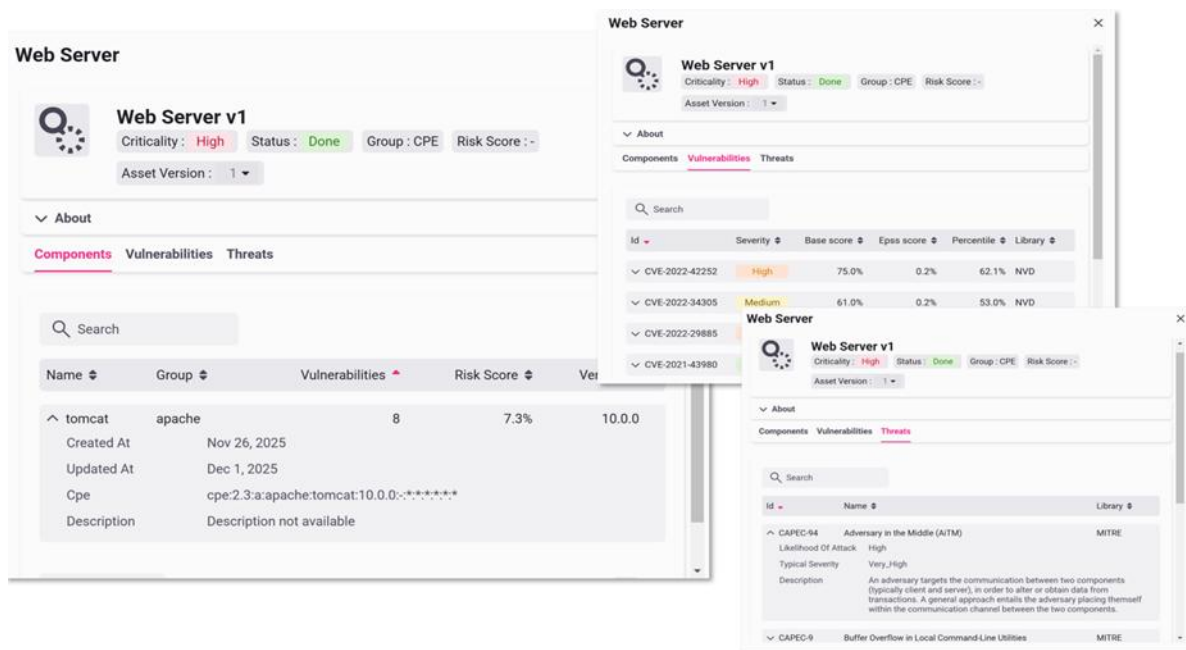 Web Server
Web Server v1
Criticality : High Status : Done Group : CPE Risk Score : -
Asset Version : 1
About
Components Vulnerabilities Threats
Search
Name Group Vulnerabilities Risk Score
tomcat apache 8 7.3% 10.0.0
Created At Nov 26, 2025
Updated At Dec 1, 2025
Cpe cpe:2.3:a:apache:tomcat:10.0.0:-:*:*:*:*:*:*
Description Description not available
Web Server
Web Server v1
Criticality : High Status : Done Group : CPE Risk Score : -
Asset Version : 1
About
Components Vulnerabilities Threats
Search
Id Severity Base score Epss score Percentile Library
CVE-2022-42252 High 75.0% 0.2% 62.1% NVD
CVE-2022-34305 Medium 61.0% 0.2% 53.0% NVD
CVE-2022-29885
CVE-2021-43980
Web Server
Web Server v1
Criticality : High Status : Done Group : CPE Risk Score : -
Asset Version : 1
About
Components Vulnerabilities Threats
Search
Id Name Library
CAPEC-94 Adversary in the Middle (AiTM) MITRE
Likelihood Of Attack High
Typical Severity Very_High
Description An adversary targets the communication between two components
(typically client and server), in order to alter or obtain data from
transactions. A general approach entails the adversary placing themself
within the communication channel between the two components.
CAPEC-9 Buffer Overflow in Local Command-Line Utilities MITRE